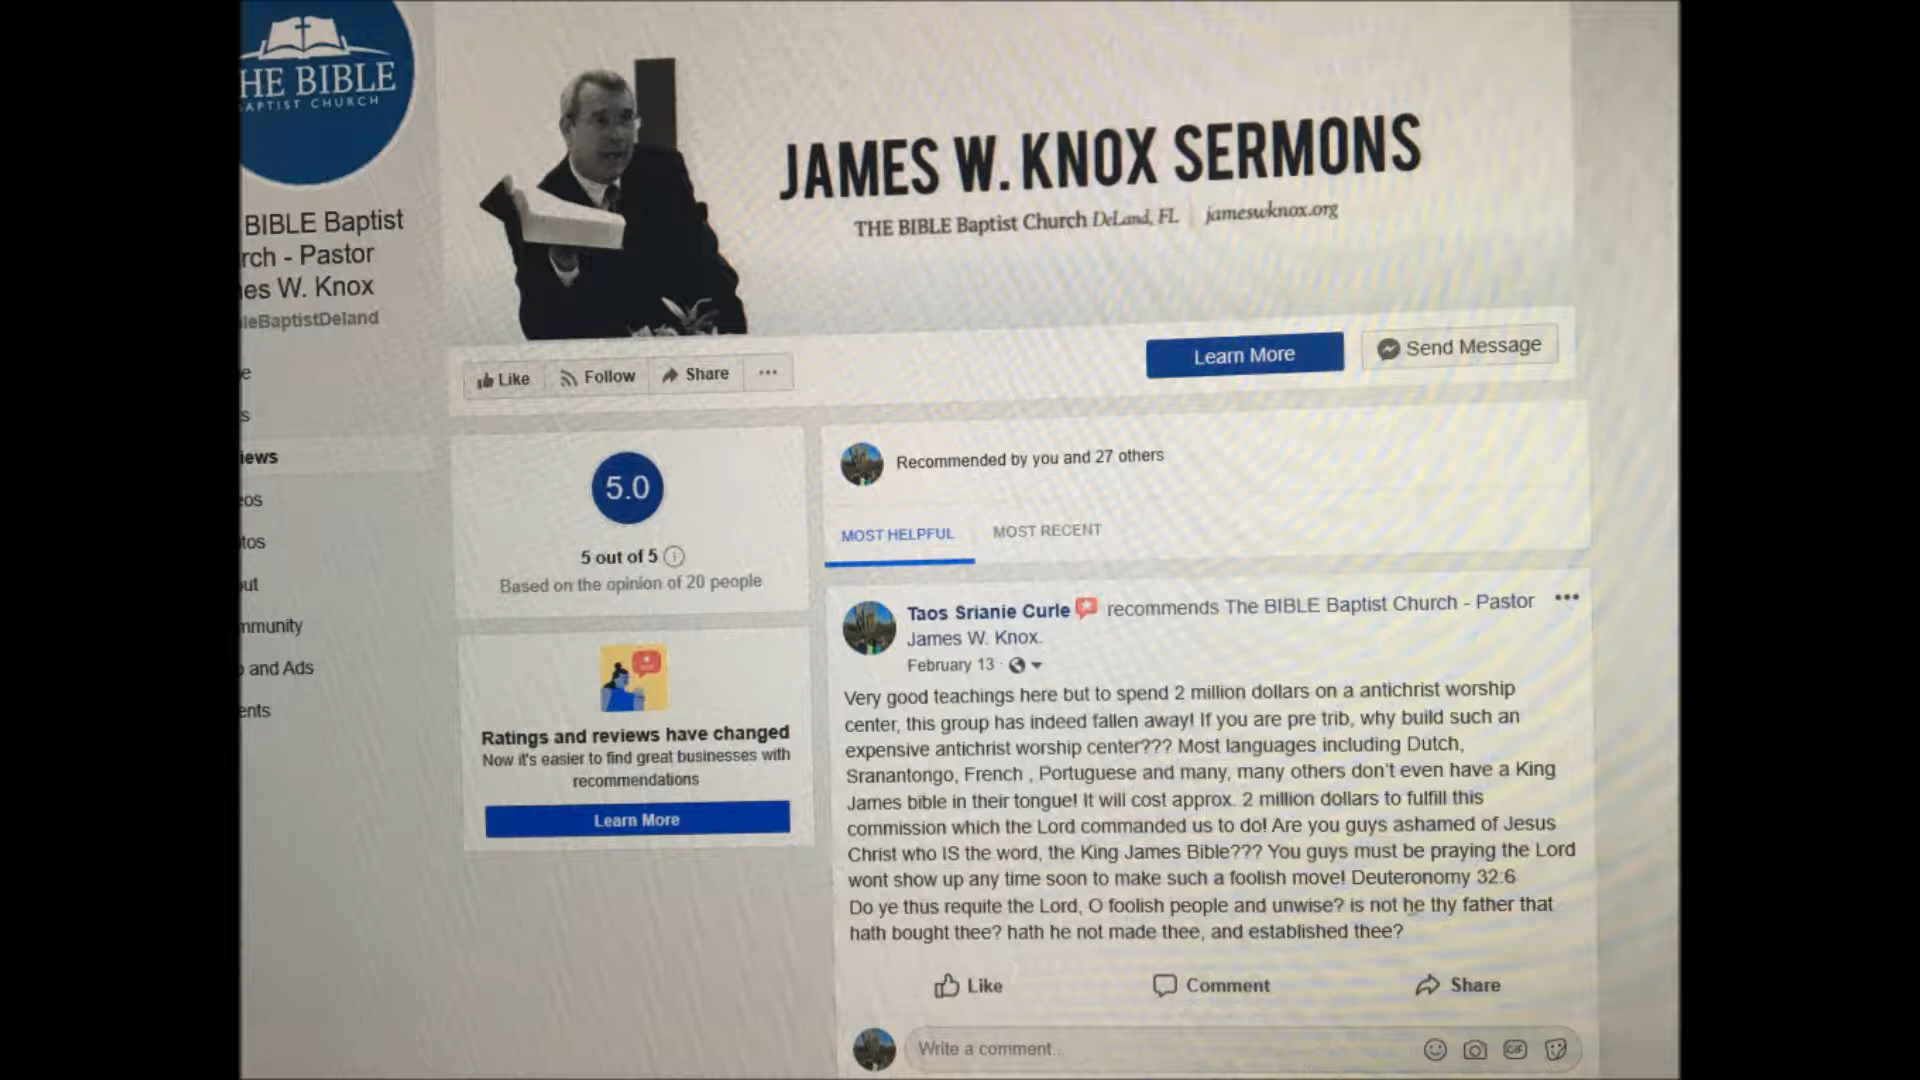 HE BIBLE
APTIST CHURCH
BIBLE Baptist
rch - Pastor
es W. Knox
leBaptistDeland
e
s
iews
os
tos
ut
mmunity
and Ads
ents
JAMES W. KNOX SERMONS
THE BIBLE Baptist Church DeLand, FL | jameswknox.org
Like Follow Share ...
Learn More
Send Message
5.0
5 out of 5
Based on the opinion of 20 people
Ratings and reviews have changed
Now it's easier to find great businesses with
recommendations
Learn More
Recommended by you and 27 others
MOST HELPFUL MOST RECENT
Taos Srianie Curle recommends The BIBLE Baptist Church - Pastor
James W. Knox.
February 13 ·
Very good teachings here but to spend 2 million dollars on a antichrist worship
center, this group has indeed fallen away! If you are pre trib, why build such an
expensive antichrist worship center??? Most languages including Dutch,
Sranantongo, French , Portuguese and many, many others don't even have a King
James bible in their tongue! It will cost approx. 2 million dollars to fulfill this
commission which the Lord commanded us to do! Are you guys ashamed of Jesus
Christ who IS the word, the King James Bible??? You guys must be praying the Lord
wont show up any time soon to make such a foolish move! Deuteronomy 32:6
Do ye thus requite the Lord, O foolish people and unwise? is not he thy father that
hath bought thee? hath he not made thee, and established thee?
Like Comment Share
Write a comment...
GIF